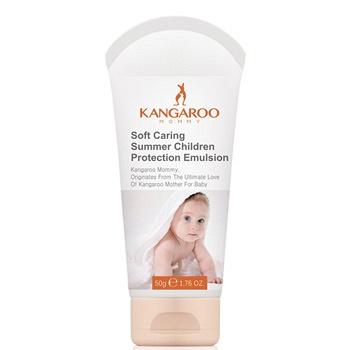 KANGAROO
MOMMY
Soft Caring
Summer Children
Protection Emulsion
Kangaroo Mommy,
Originates From The Ultimate Love
Of Kangaroo Mother For Baby
50g ℮ 1.76 OZ.